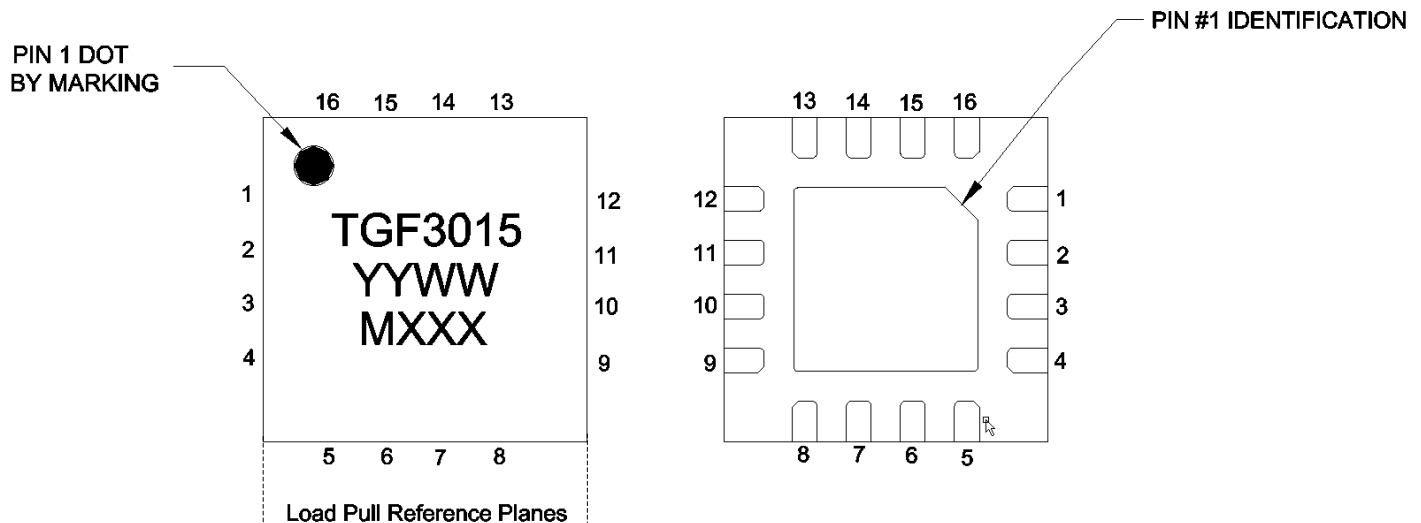 PIN #1 IDENTIFICATION
PIN 1 DOT
BY MARKING
16 15 14 13
1
2
3
4
TGF3015
YYWW
MXXX
12
11
10
9
5 6 7 8
Load Pull Reference Planes
13 14 15 16
12
11
10
9
1
2
3
4
8 7 6 5